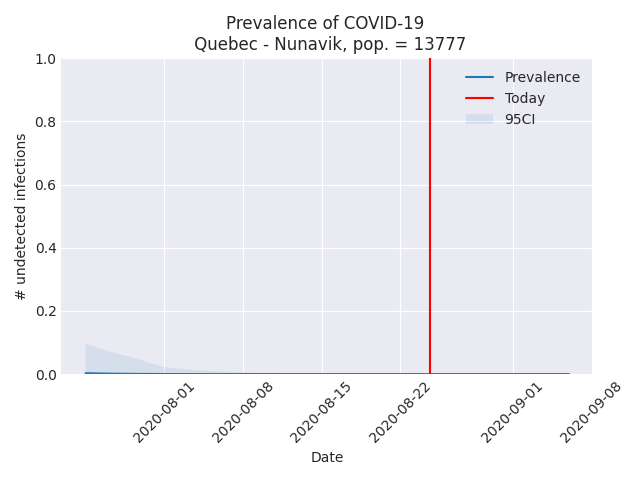 Prevalence of COVID-19
Quebec - Nunavik, pop. = 13777
Prevalence
Today
95CI
# undetected infections
1.0
0.8
0.6
0.4
0.2
0.0
2020-08-01
2020-08-08
2020-08-15
2020-08-22
2020-09-01
2020-09-08
Date